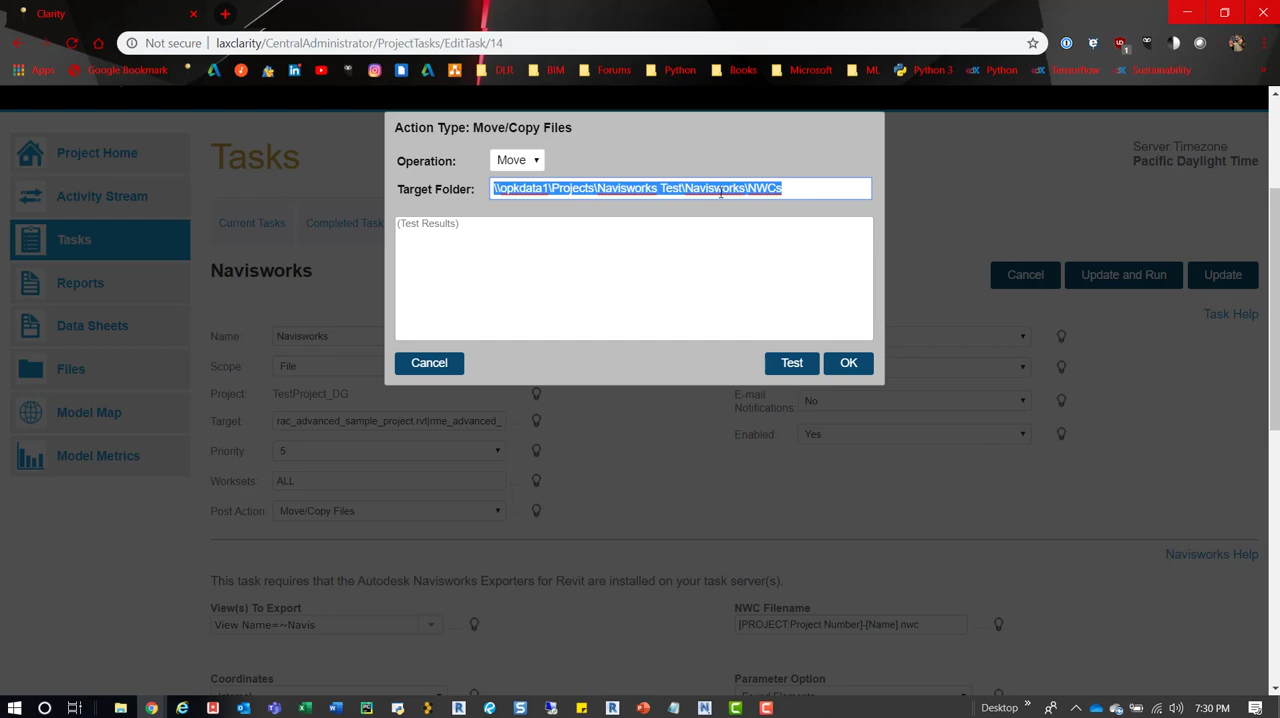 Clarity
Not secure | laxclarity/CentralAdministrator/ProjectTasks/EditTask/14
Apps
Google Bookmark
DLR
BIM
Forums
Python
Books
Microsoft
ML
Python 3
Python
Tensorflow
Sustainability
Project Home
Activity Stream
Tasks
Reports
Data Sheets
Files
Model Map
Model Metrics
Tasks
Server Timezone
Pacific Daylight Time
Current Tasks
Completed Task
Navisworks
Cancel
Update and Run
Update
Task Help
Action Type: Move/Copy Files
Operation:
Move
Target Folder:
\\opkdata1\Projects\Navisworks Test\Navisworks\NWCs
(Test Results)
Cancel
Test
OK
Name:
Navisworks
Scope:
File
Project:
TestProject_DG
Target:
rac_advanced_sample_project.rvt|rme_advanced_
Priority
5
Worksets:
ALL
Post Action:
Move/Copy Files
E-mail
Notifications:
No
Enabled:
Yes
Navisworks Help
This task requires that the Autodesk Navisworks Exporters for Revit are installed on your task server(s).
View(s) To Export
View Name=~Navis
NWC Filename
[PROJECT:Project Number]-[Name].nwc
Coordinates
Internal
Parameter Option
Found Elements
Desktop
7:30 PM